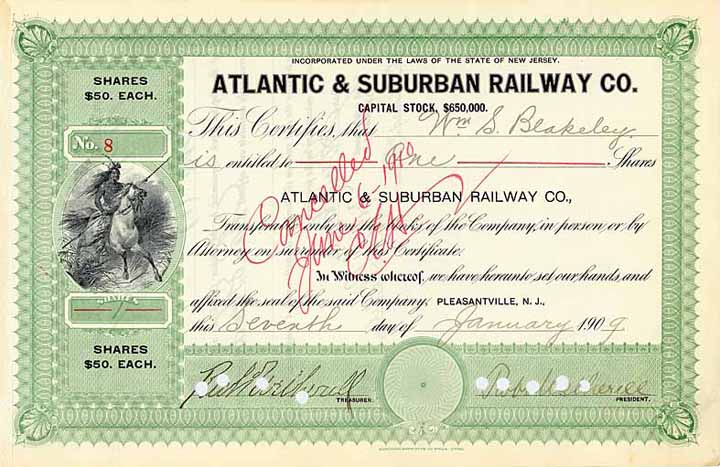 INCORPORATED UNDER THE LAWS OF THE STATE OF NEW JERSEY.
ATLANTIC & SUBURBAN RAILWAY CO.
CAPITAL STOCK, $650,000.
SHARES
$50. EACH.
No. 8
This Certifies, that Wm S. Blakeley
is entitled to One Shares
ATLANTIC & SUBURBAN RAILWAY CO.,
Transferable only on the books of the Company, in person or by
Attorney, on surrender of this Certificate.
In Witness whereof, we have hereunto set our hands, and
affixed the seal of the said Company, PLEASANTVILLE, N. J.,
this Seventh day of January 1909
Cancelled
June 6 - 1910
SHARES
1
SHARES
$50. EACH.
TREASURER.
PRESIDENT.